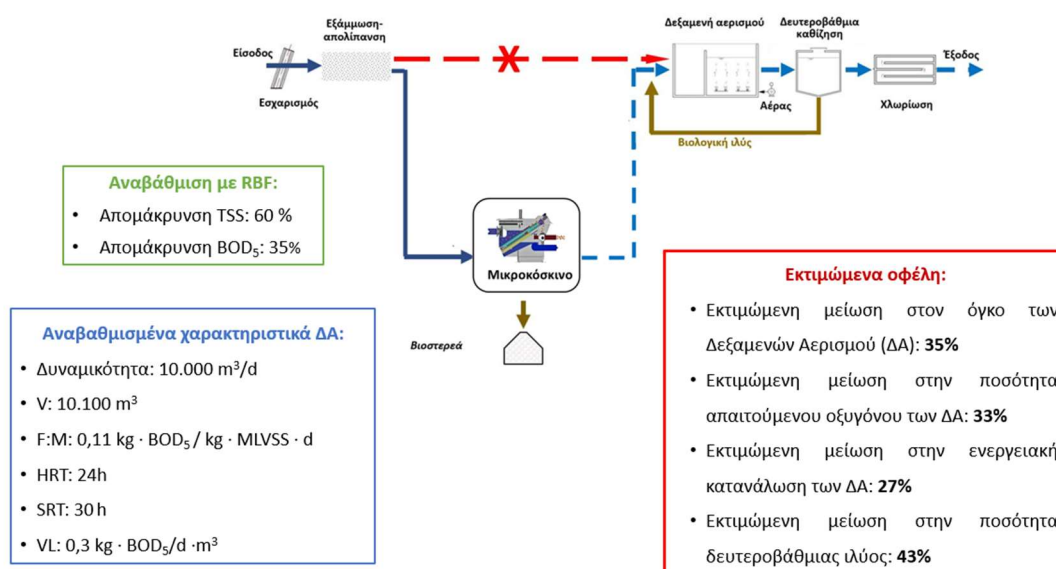 Είσοδος
Εσχαρισμός
Εξάμμωση-
απολίπανση
X
Δεξαμενή αερισμού
Δευτεροβάθμια
καθίζηση
Έξοδος
Αέρας
Χλωρίωση
Βιολογική ιλύς
Αναβάθμιση με RBF:
• Απομάκρυνση TSS: 60 %
• Απομάκρυνση BOD₅: 35%
Μικροκόσκινο
Βιοστερεά
Αναβαθμισμένα χαρακτηριστικά ΔΑ:
• Δυναμικότητα: 10.000 m³/d
• V: 10.100 m³
• F:M: 0,11 kg · BOD₅ / kg · MLVSS · d
• HRT: 24h
• SRT: 30 h
• VL: 0,3 kg · BOD₅/d ·m³
Εκτιμώμενα οφέλη:
• Εκτιμώμενη μείωση στον όγκο των
Δεξαμενών Αερισμού (ΔΑ): 35%
• Εκτιμώμενη μείωση στην ποσότητα
απαιτούμενου οξυγόνου των ΔΑ: 33%
• Εκτιμώμενη μείωση στην ενεργειακή
κατανάλωση των ΔΑ: 27%
• Εκτιμώμενη μείωση στην ποσότητα
δευτεροβάθμιας ιλύος: 43%